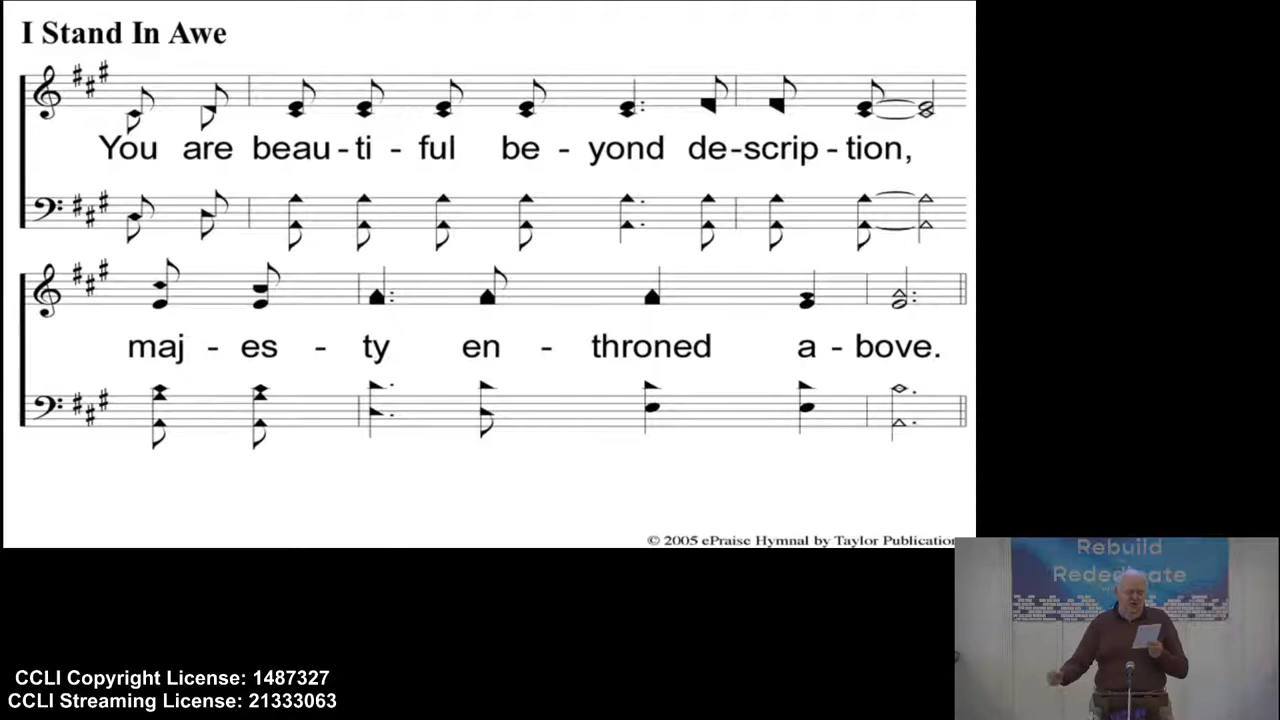 I Stand In Awe
You are beau - ti - ful be - yond de - scrip - tion,
maj - es - ty en - throned a - bove.
© 2005 ePraise Hymnal by Taylor Publication
Rebuild
Rededicate
CCLI Copyright License: 1487327
CCLI Streaming License: 21333063